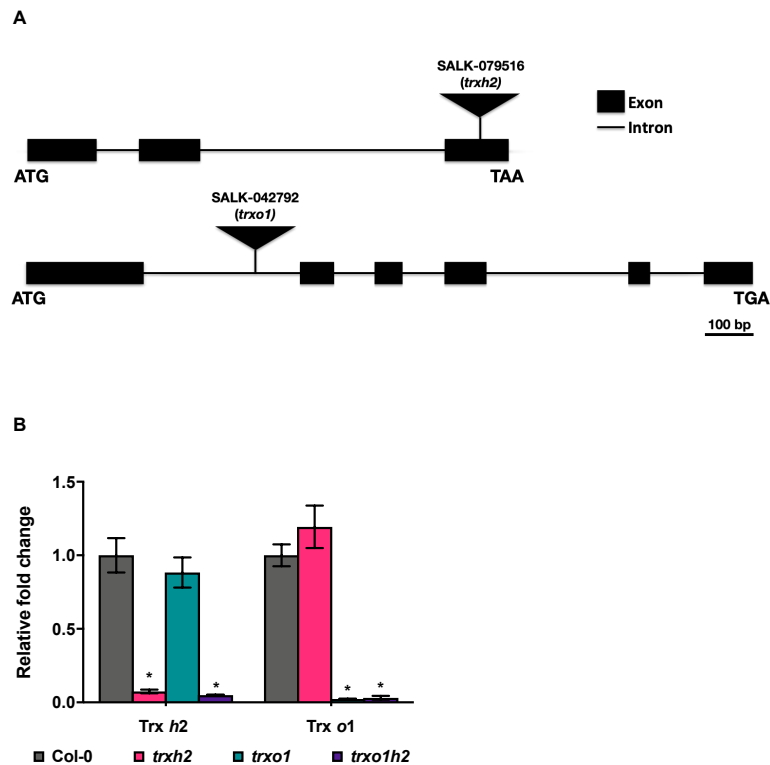 A
SALK-079516
(trxh2)
Exon
Intron
ATG
TAA
SALK-042792
(trxo1)
ATG
TGA
100 bp
B
Relative fold change
1.5
1.0
0.5
0.0
*
*
*
*
Trx h2
Trx o1
Col-0
trxh2
trxo1
trxo1h2